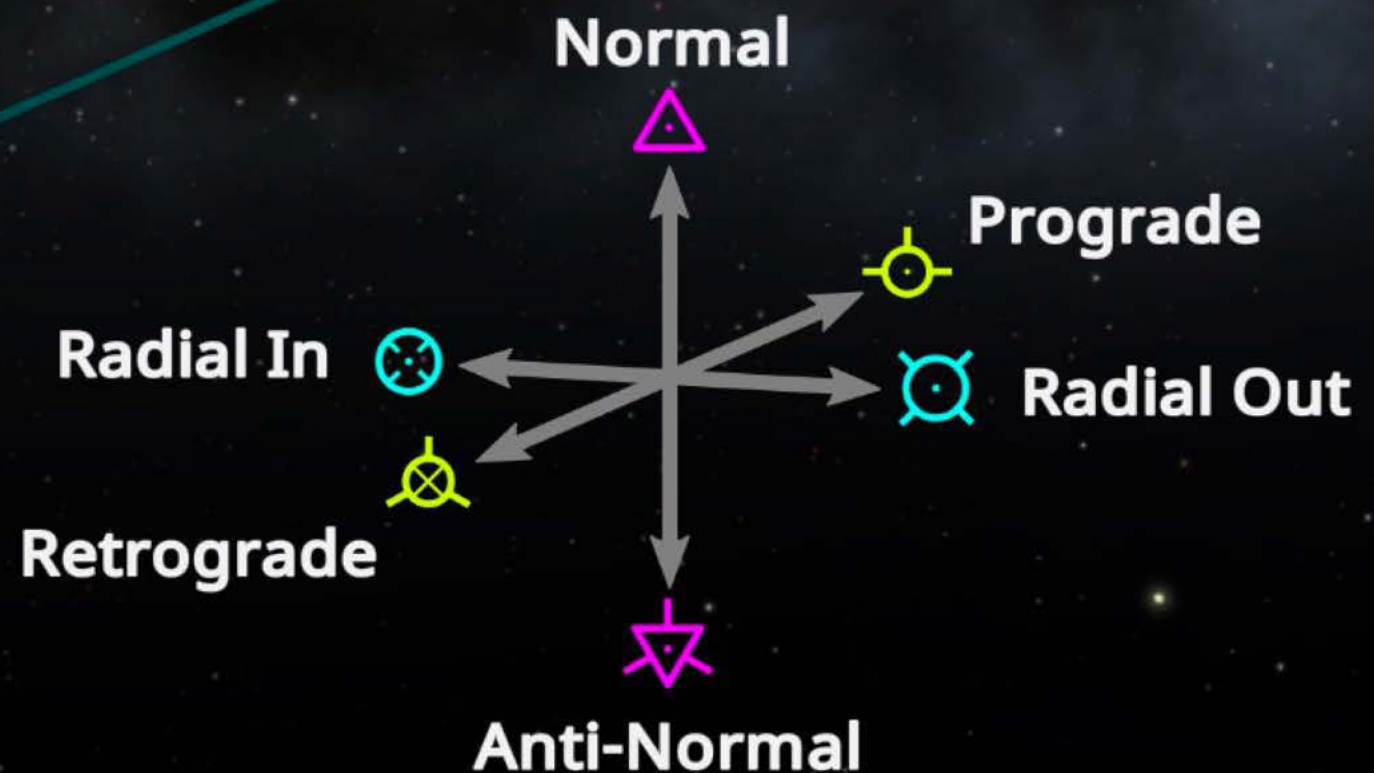 Normal
Prograde
Radial In
Radial Out
Retrograde
Anti-Normal